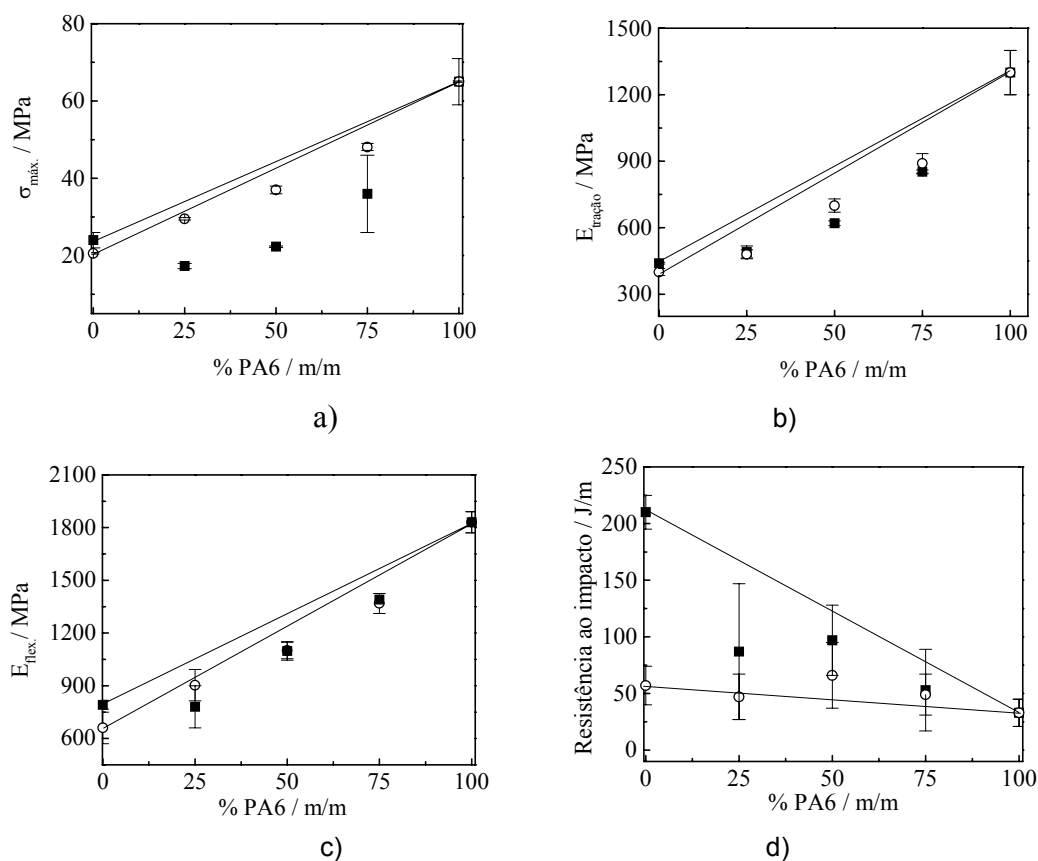 80
60
40
20
σmáx. / MPa
0 25 50 75 100
% PA6 / m/m
a)
1500
1200
900
600
300
Etração / MPa
0 25 50 75 100
% PA6 / m/m
b)
2100
1800
1500
1200
900
600
Eflex. / MPa
0 25 50 75 100
% PA6 / m/m
c)
250
200
150
100
50
0
Resistência ao impacto / J/m
0 25 50 75 100
% PA6 / m/m
d)